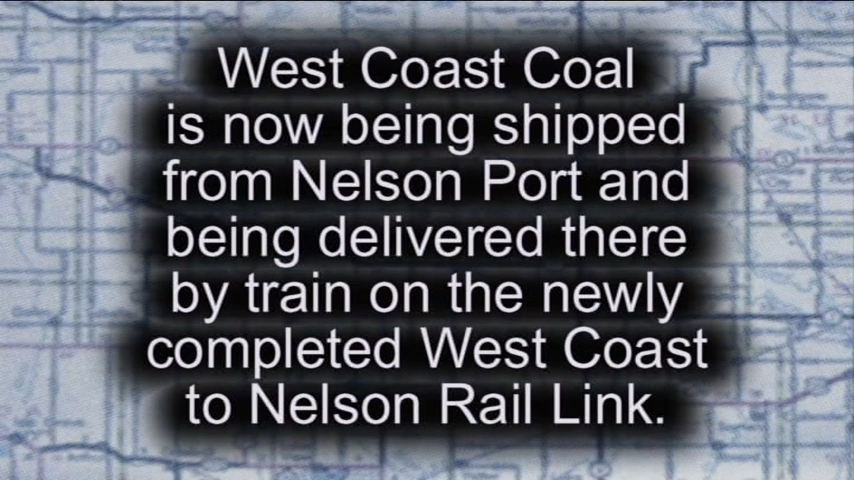 West Coast Coal
is now being shipped
from Nelson Port and
being delivered there
by train on the newly
completed West Coast
to Nelson Rail Link.